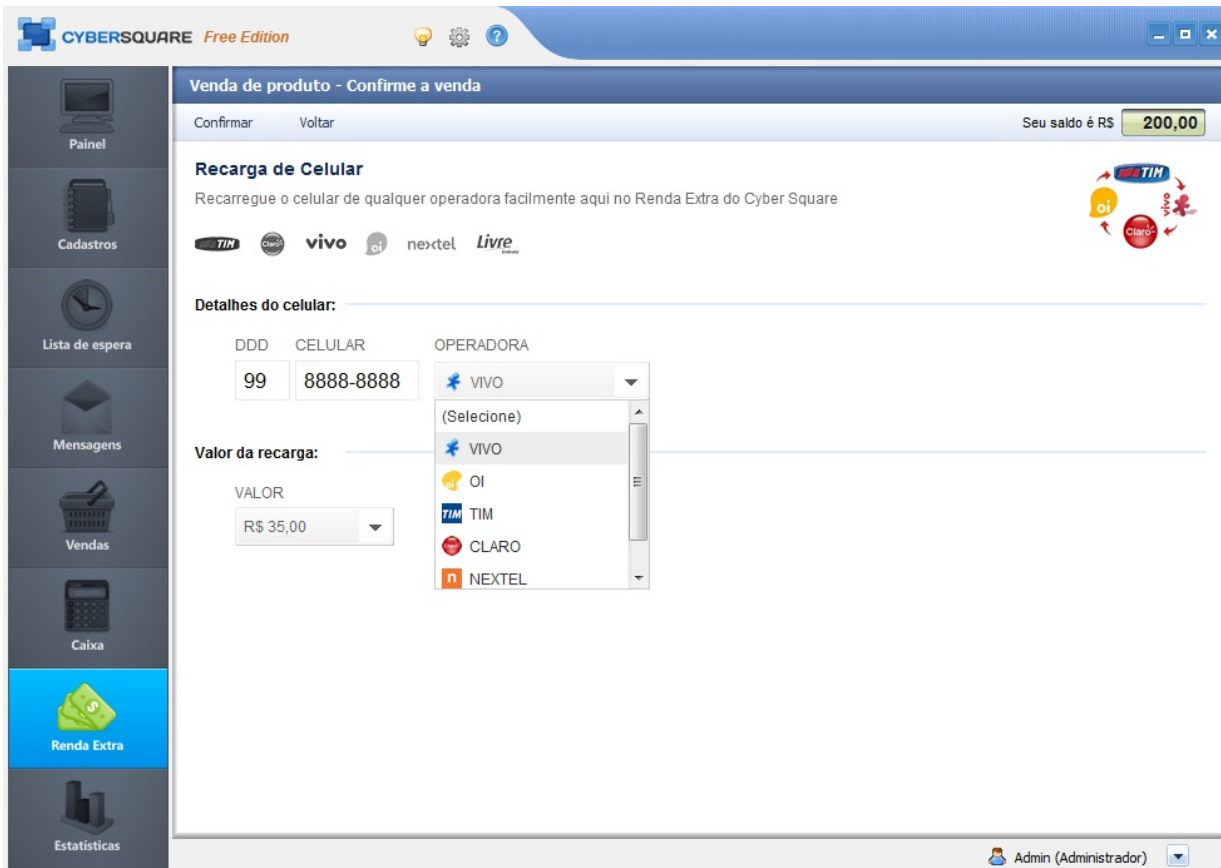 CYBERSQUARE Free Edition
Venda de produto - Confirme a venda
Confirmar Voltar Seu saldo é R$ 200,00
Painel
Cadastros
Lista de espera
Mensagens
Vendas
Caixa
Renda Extra
Estatísticas
Recarga de Celular
Recarregue o celular de qualquer operadora facilmente aqui no Renda Extra do Cyber Square
TIM Claro vivo oi nextel Livre
TIM
oi
vivo
Claro
Detalhes do celular:
DDD CELULAR OPERADORA
99 8888-8888 VIVO
(Selecione)
VIVO
oi OI
TIM TIM
CLARO
n NEXTEL
Valor da recarga:
VALOR
R$ 35,00
Admin (Administrador)